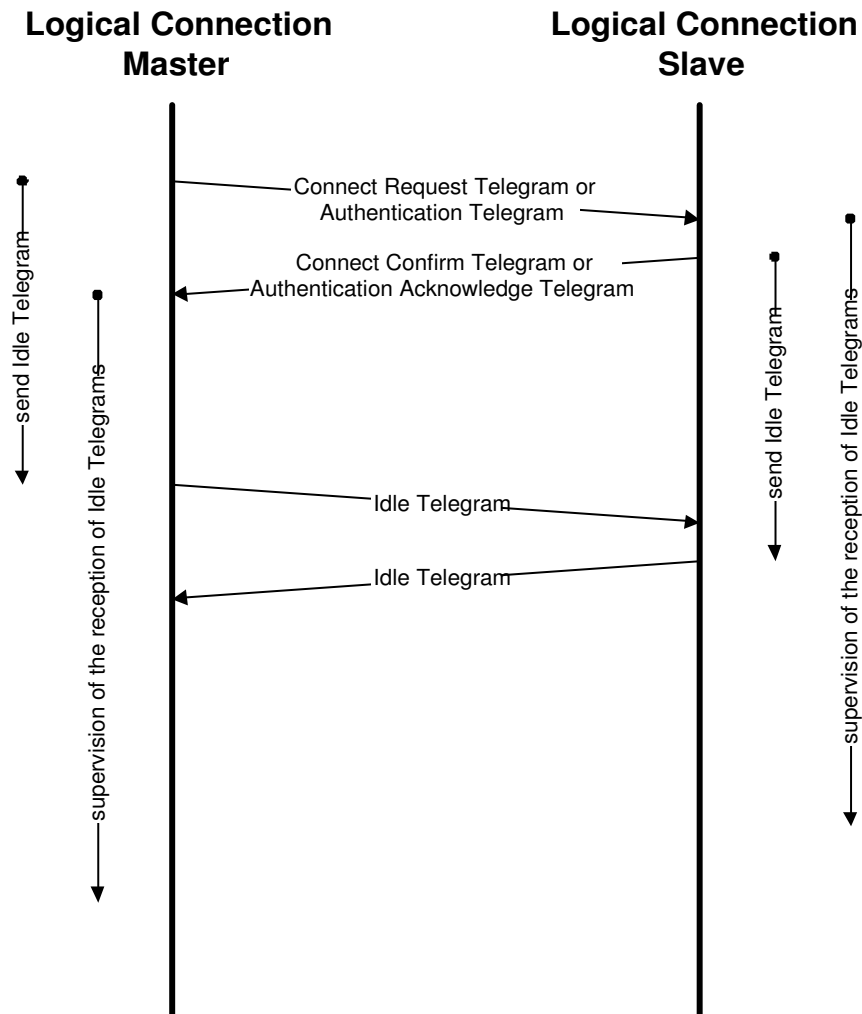 Logical Connection
Master
Logical Connection
Slave
Connect Request Telegram or
Authentication Telegram
Connect Confirm Telegram or
Authentication Acknowledge Telegram
send Idle Telegram
supervision of the reception of Idle Telegrams
send Idle Telegram
supervision of the reception of Idle Telegrams
Idle Telegram
Idle Telegram